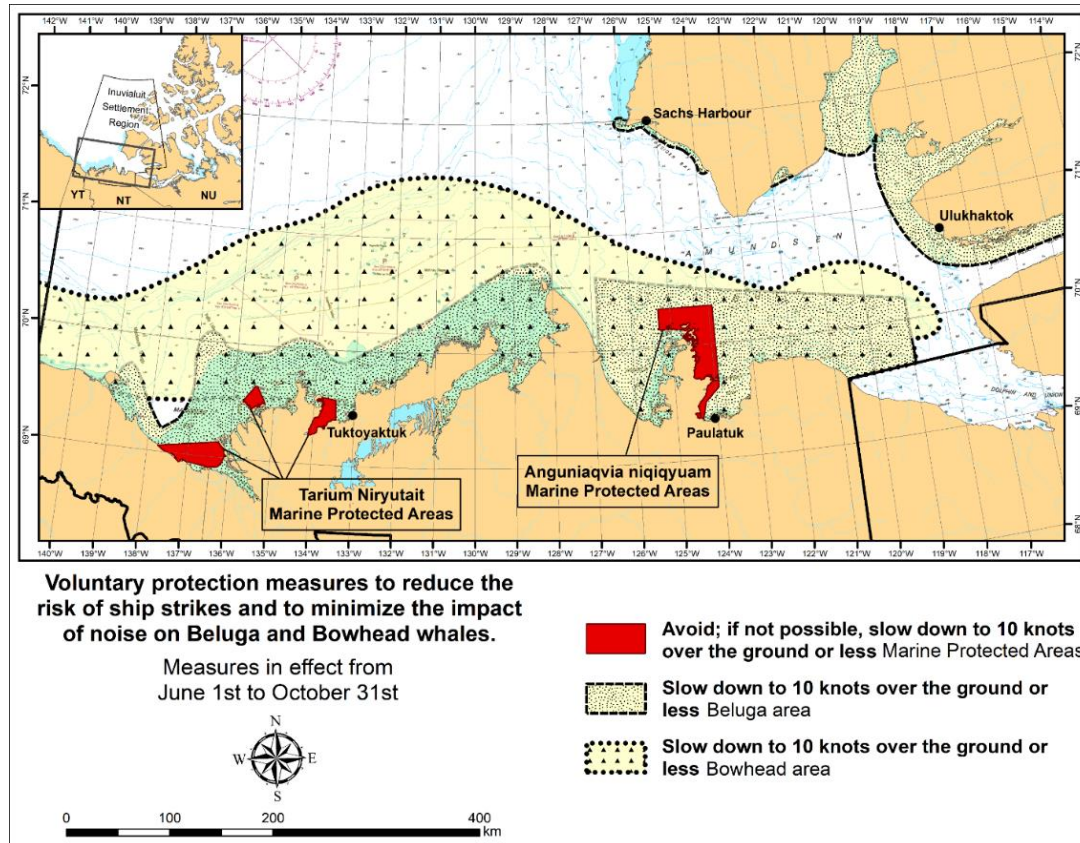 142°W 141°W 140°W 139°W 138°W 137°W 136°W 135°W 134°W 133°W 132°W 131°W 130°W 129°W 128°W 127°W 126°W 125°W 124°W 123°W 122°W 121°W 120°W 119°W 118°W 117°W 116°W 115°W 114°W 113°W
Inuvialuit
Settlement
Region
YT
NT
NU
72°N
71°N
70°N
69°N
72°N
71°N
70°N
69°N
68°N
Sachs Harbour
Ulukhaktok
AMUNDSEN
Tuktoyaktuk
Paulatuk
Tarium Niryutait
Marine Protected Areas
Anguniaqvia niqiqyuam
Marine Protected Areas
140°W 139°W 138°W 137°W 136°W 135°W 134°W 133°W 132°W 131°W 130°W 129°W 128°W 127°W 126°W 125°W 124°W 123°W 122°W 121°W 120°W 119°W 118°W 117°W
Voluntary protection measures to reduce the
risk of ship strikes and to minimize the impact
of noise on Beluga and Bowhead whales.
Measures in effect from
June 1st to October 31st
N
W E
S
0 100 200 400
km
Avoid; if not possible, slow down to 10 knots
over the ground or less Marine Protected Areas
Slow down to 10 knots over the ground or
less Beluga area
Slow down to 10 knots over the ground or
less Bowhead area